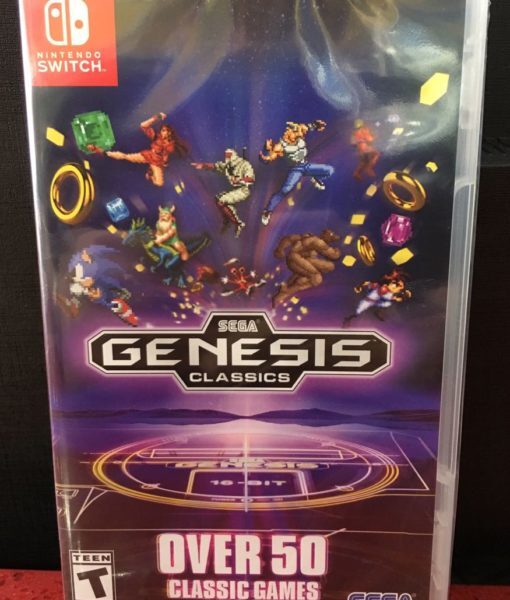 NINTENDO
SWITCH
SEGA
GENESIS
CLASSICS
GENESIS
16-BIT
OVER 50
CLASSIC GAMES
TEEN
T
SEGA